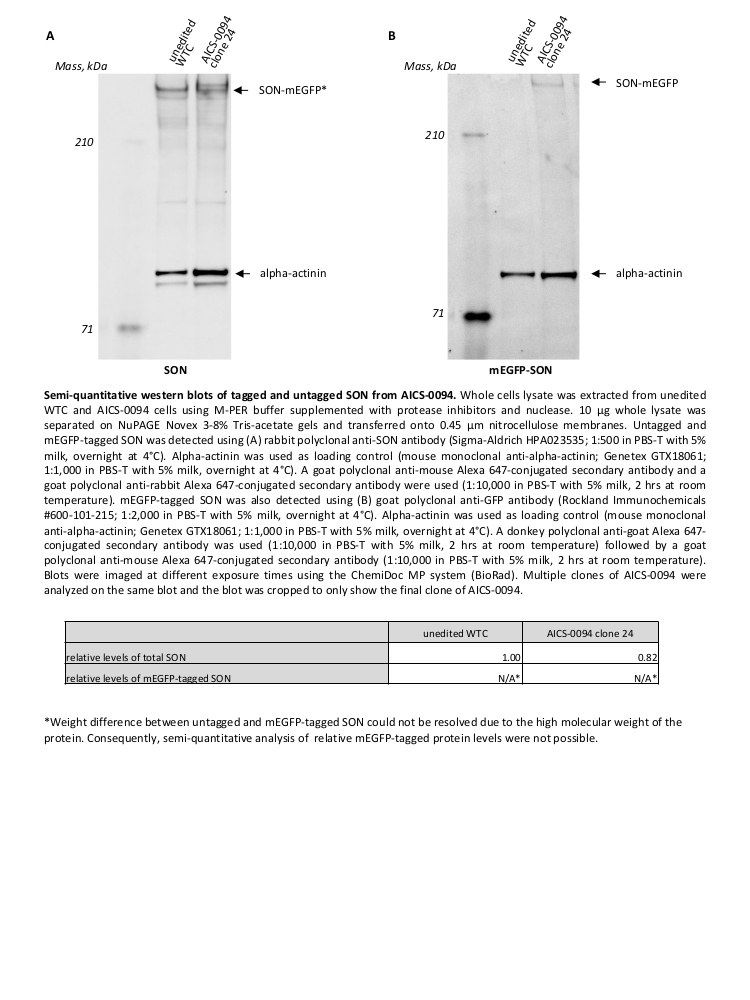 A
unedited
WTC
AICS-0094
clone 24
Mass, kDa
SON-mEGFP*
210
alpha-actinin
71
SON
B
unedited
WTC
AICS-0094
clone 24
Mass, kDa
SON-mEGFP
210
alpha-actinin
71
mEGFP-SON
Semi-quantitative western blots of tagged and untagged SON from AICS-0094. Whole cells lysate was extracted from unedited
WTC and AICS-0094 cells using M-PER buffer supplemented with protease inhibitors and nuclease. 10 µg whole lysate was
separated on NuPAGE Novex 3-8% Tris-acetate gels and transferred onto 0.45 µm nitrocellulose membranes. Untagged and
mEGFP-tagged SON was detected using (A) rabbit polyclonal anti-SON antibody (Sigma-Aldrich HPA023535; 1:500 in PBS-T with 5%
milk, overnight at 4°C). Alpha-actinin was used as loading control (mouse monoclonal anti-alpha-actinin; Genetex GTX18061;
1:1,000 in PBS-T with 5% milk, overnight at 4°C). A goat polyclonal anti-mouse Alexa 647-conjugated secondary antibody and a
goat polyclonal anti-rabbit Alexa 647-conjugated secondary antibody were used (1:10,000 in PBS-T with 5% milk, 2 hrs at room
temperature). mEGFP-tagged SON was also detected using (B) goat polyclonal anti-GFP antibody (Rockland Immunochemicals
#600-101-215; 1:2,000 in PBS-T with 5% milk, overnight at 4°C). Alpha-actinin was used as loading control (mouse monoclonal
anti-alpha-actinin; Genetex GTX18061; 1:1,000 in PBS-T with 5% milk, overnight at 4°C). A donkey polyclonal anti-goat Alexa 647-
conjugated secondary antibody was used (1:10,000 in PBS-T with 5% milk, 2 hrs at room temperature) followed by a goat
polyclonal anti-mouse Alexa 647-conjugated secondary antibody (1:10,000 in PBS-T with 5% milk, 2 hrs at room temperature).
Blots were imaged at different exposure times using the ChemiDoc MP system (BioRad). Multiple clones of AICS-0094 were
analyzed on the same blot and the blot was cropped to only show the final clone of AICS-0094.
unedited WTC AICS-0094 clone 24
relative levels of total SON 1.00 0.82
relative levels of mEGFP-tagged SON N/A* N/A*
*Weight difference between untagged and mEGFP-tagged SON could not be resolved due to the high molecular weight of the
protein. Consequently, semi-quantitative analysis of relative mEGFP-tagged protein levels were not possible.